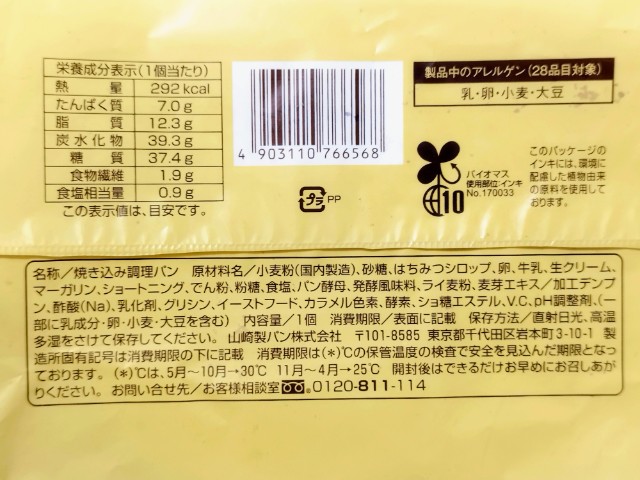 栄養成分表示(1個当たり)
熱量 292kcal
たんぱく質 7.0g
脂質 12.3g
炭水化物 39.3g
糖質 37.4g
食物繊維 1.9g
食塩相当量 0.9g
この表示値は、目安です。
4 903110 766568
プラ PP
製品中のアレルゲン(28品目対象)
乳・卵・小麦・大豆
バイオマス
使用部位:インキ
No.170033
10
このパッケージの
インキには、環境に
配慮した植物由来
の原料を使用して
おります。
名称/焼き込み調理パン 原材料名/小麦粉(国内製造)、砂糖、はちみつシロップ、卵、牛乳、生クリーム、
マーガリン、ショートニング、でん粉、粉糖、食塩、パン酵母、発酵風味料、ライ麦粉、麦芽エキス/加工デンプ
ン、酢酸(Na)、乳化剤、グリシン、イーストフード、カラメル色素、酵素、ショ糖エステル、V.C、pH調整剤、(一
部に乳成分・卵・小麦・大豆を含む) 内容量/1個 消費期限/表面に記載 保存方法/直射日光、高温
多湿をさけて保存してください。 山崎製パン株式会社 〒101-8585 東京都千代田区岩本町3-10-1 製
造所固有記号は消費期限の下に記載 消費期限は(*)℃の保管温度の検査で安全を見込んだ期限となっ
ております。(*)℃は、5月〜10月→30℃ 11月〜4月→25℃ 開封後はできるだけお早めにお召しあが
りください。 お問い合せ先/お客様相談室 0120-811-114